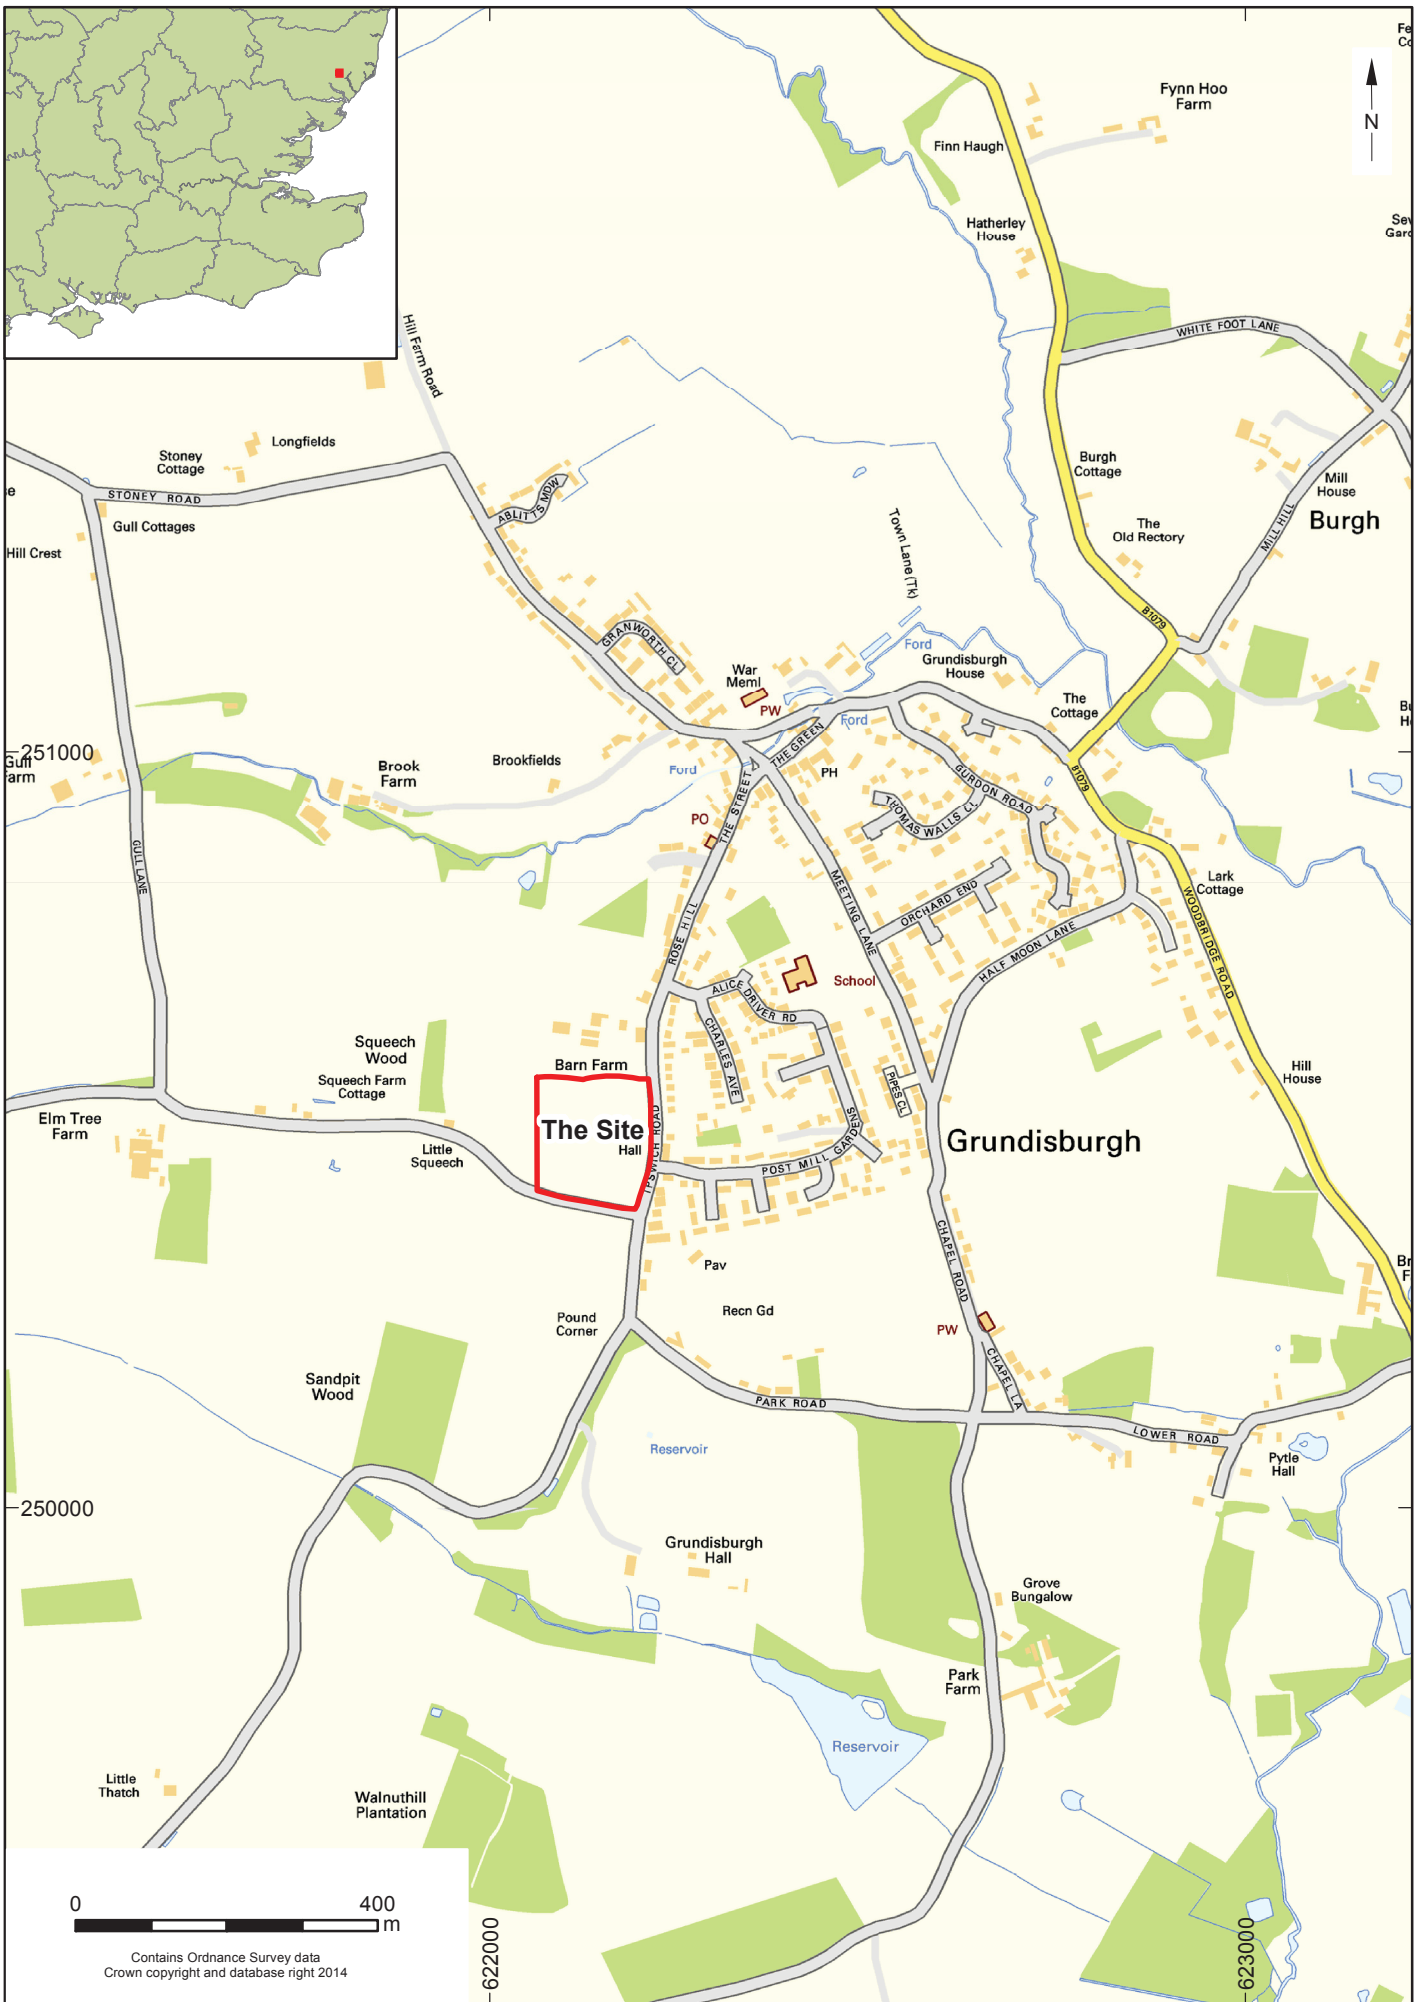 Fynn Hoo
Farm
N
Finn Haugh
Hatherley
House
Hill Farm Road
WHITE FOOT LANE
Longfields
Stoney
Cottage
STONEY ROAD
Gull Cottages
Hill Crest
ABLITTS MDW
Burgh
Cottage
Mill
House
Burgh
MILL HILL
The
Old Rectory
Town Lane (Tk)
B1079
GRANWORTH CL
War
Meml
PW
Ford
Grundisburgh
House
The
Cottage
Ford
251000
Gull
Farm
Brook
Farm
Brookfields
Ford
THE GREEN
PH
B1079
GURDON ROAD
THOMAS WALLS CL
PO
THE STREET
GULL LANE
MEETING LANE
ORCHARD END
Lark
Cottage
WOODBRIDGE ROAD
ROSE HILL
HALF MOON LANE
School
ALICE DRIVER RD
CHARLES AVE
Squeech
Wood
Squeech Farm
Cottage
Barn Farm
PIPES CL
Hill
House
Elm Tree
Farm
Little
Squeech
The Site
Hall
IPSWICH ROAD
POST MILL GARDENS
Grundisburgh
CHAPEL ROAD
Pav
Recn Gd
Pound
Corner
PW
CHAPEL LA
Sandpit
Wood
PARK ROAD
LOWER ROAD
Reservoir
Pytle
Hall
250000
Grundisburgh
Hall
Grove
Bungalow
Park
Farm
Reservoir
Little
Thatch
Walnuthill
Plantation
0
400
m
Contains Ordnance Survey data
Crown copyright and database right 2014
622000
623000